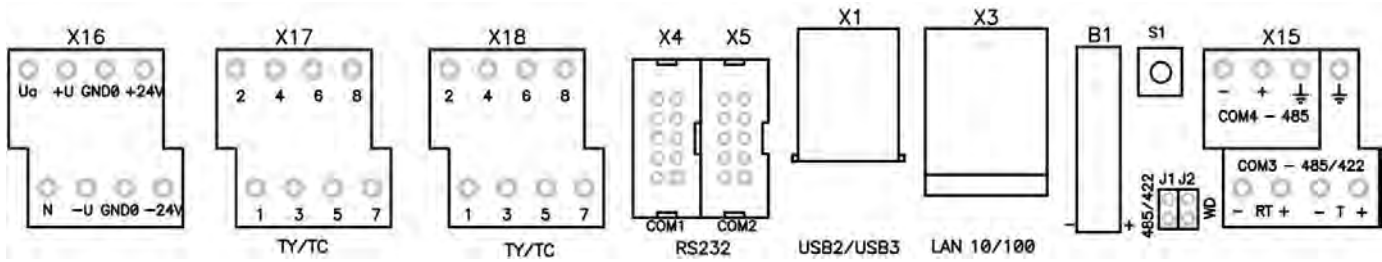 X16
Ua +U GND0 +24V
N -U GND0 -24V
X17
2 4 6 8
1 3 5 7
TY/TC
X18
2 4 6 8
1 3 5 7
TY/TC
X4 X5
COM1 COM2
RS232
X1
USB2/USB3
X3
LAN 10/100
B1
- +
S1
485/422
J1 J2
WD
X15
- +
COM4 - 485
COM3 - 485/422
- RT + - T +